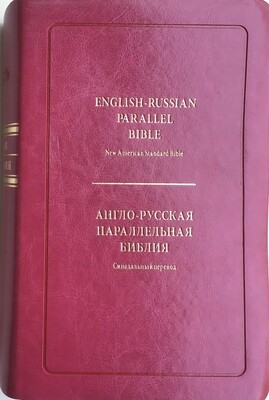 ENGLISH-RUSSIAN
PARALLEL
BIBLE
New American Standard Bible
АНГЛО-РУССКАЯ
ПАРАЛЛЕЛЬНАЯ
БИБЛИЯ
Синодальный перевод